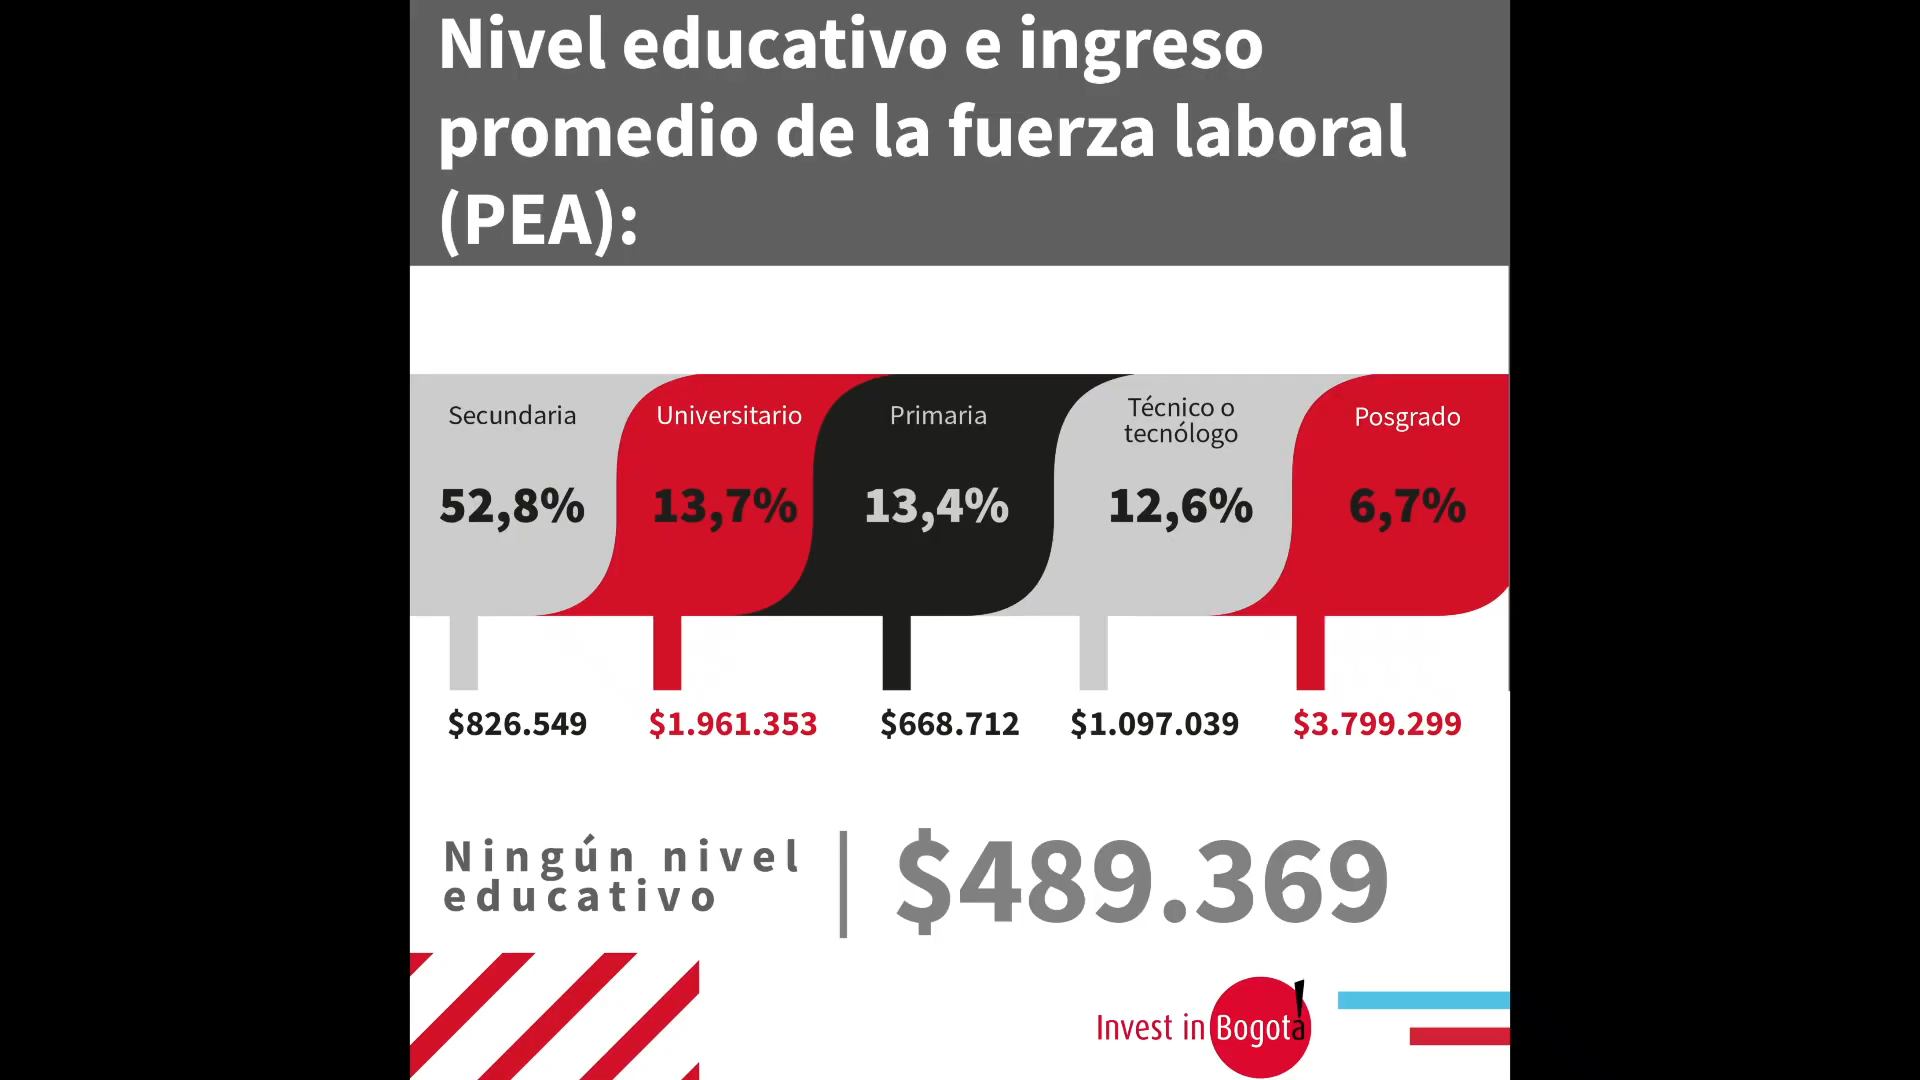 Nivel educativo e ingreso
promedio de la fuerza laboral
(PEA):
Secundaria
Universitario
Primaria
Técnico o
tecnólogo
Posgrado
52,8%
13,7%
13,4%
12,6%
6,7%
$826.549
$1.961.353
$668.712
$1.097.039
$3.799.299
Ningún nivel
educativo
$489.369
Invest in Bogotá